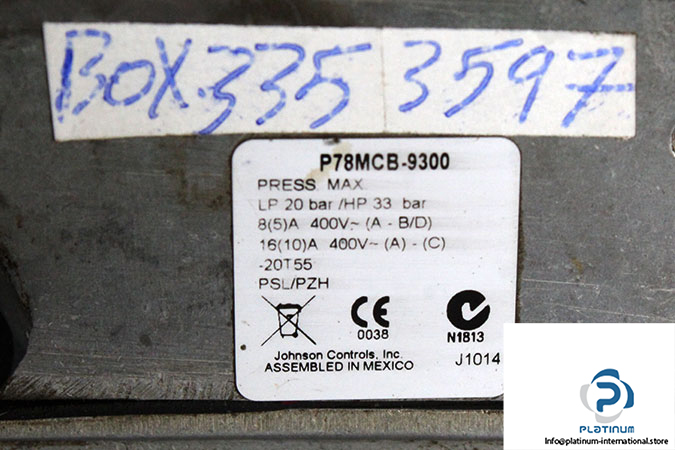 BOX.335 3597
P78MCB-9300
PRESS. MAX.
LP 20 bar /HP 33 bar
8(5)A 400V~ (A - B/D)
16(10)A 400V~ (A) - (C)
-20T55
PSL/PZH
CE
0038
N1813
Johnson Controls, Inc.
ASSEMBLED IN MEXICO
J1014
PLATINUM
Info@platinum-international.store